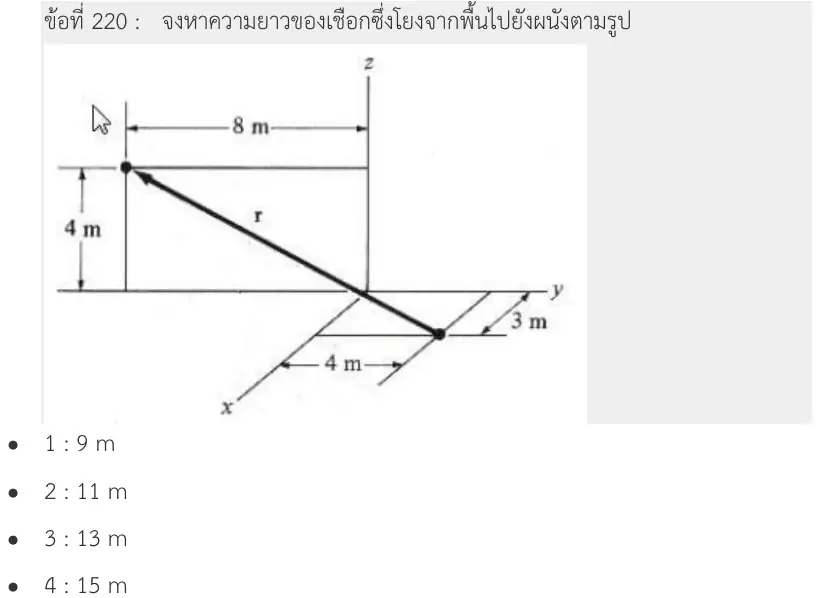 ข้อที่ 220 : จงหาความยาวของเชือกซึ่งโยงจากพื้นไปยังผนังตามรูป
z
8 m
4 m
r
y
3 m
4 m
x
1 : 9 m
2 : 11 m
3 : 13 m
4 : 15 m